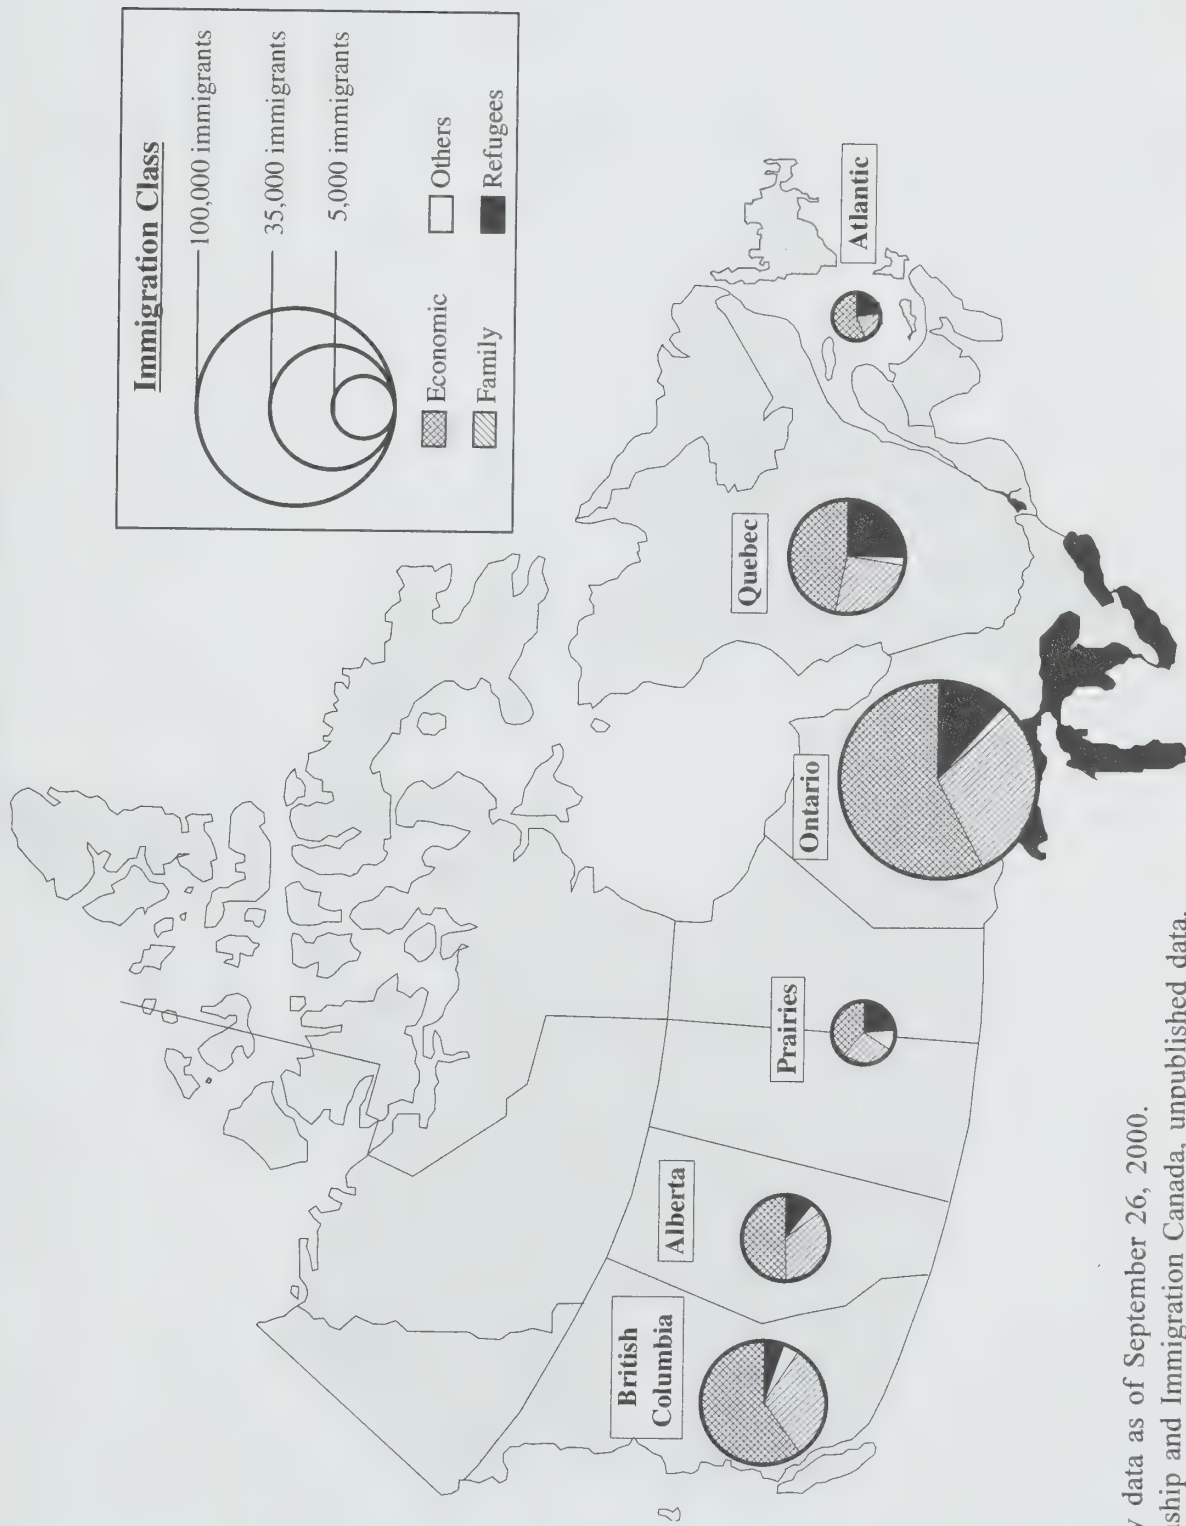 Immigration Class
100,000 immigrants
35,000 immigrants
5,000 immigrants
Economic
Others
Family
Refugees
British
Columbia
Alberta
Prairies
Ontario
Quebec
Atlantic
data as of September 26, 2000.
and Immigration Canada, unpublished data.